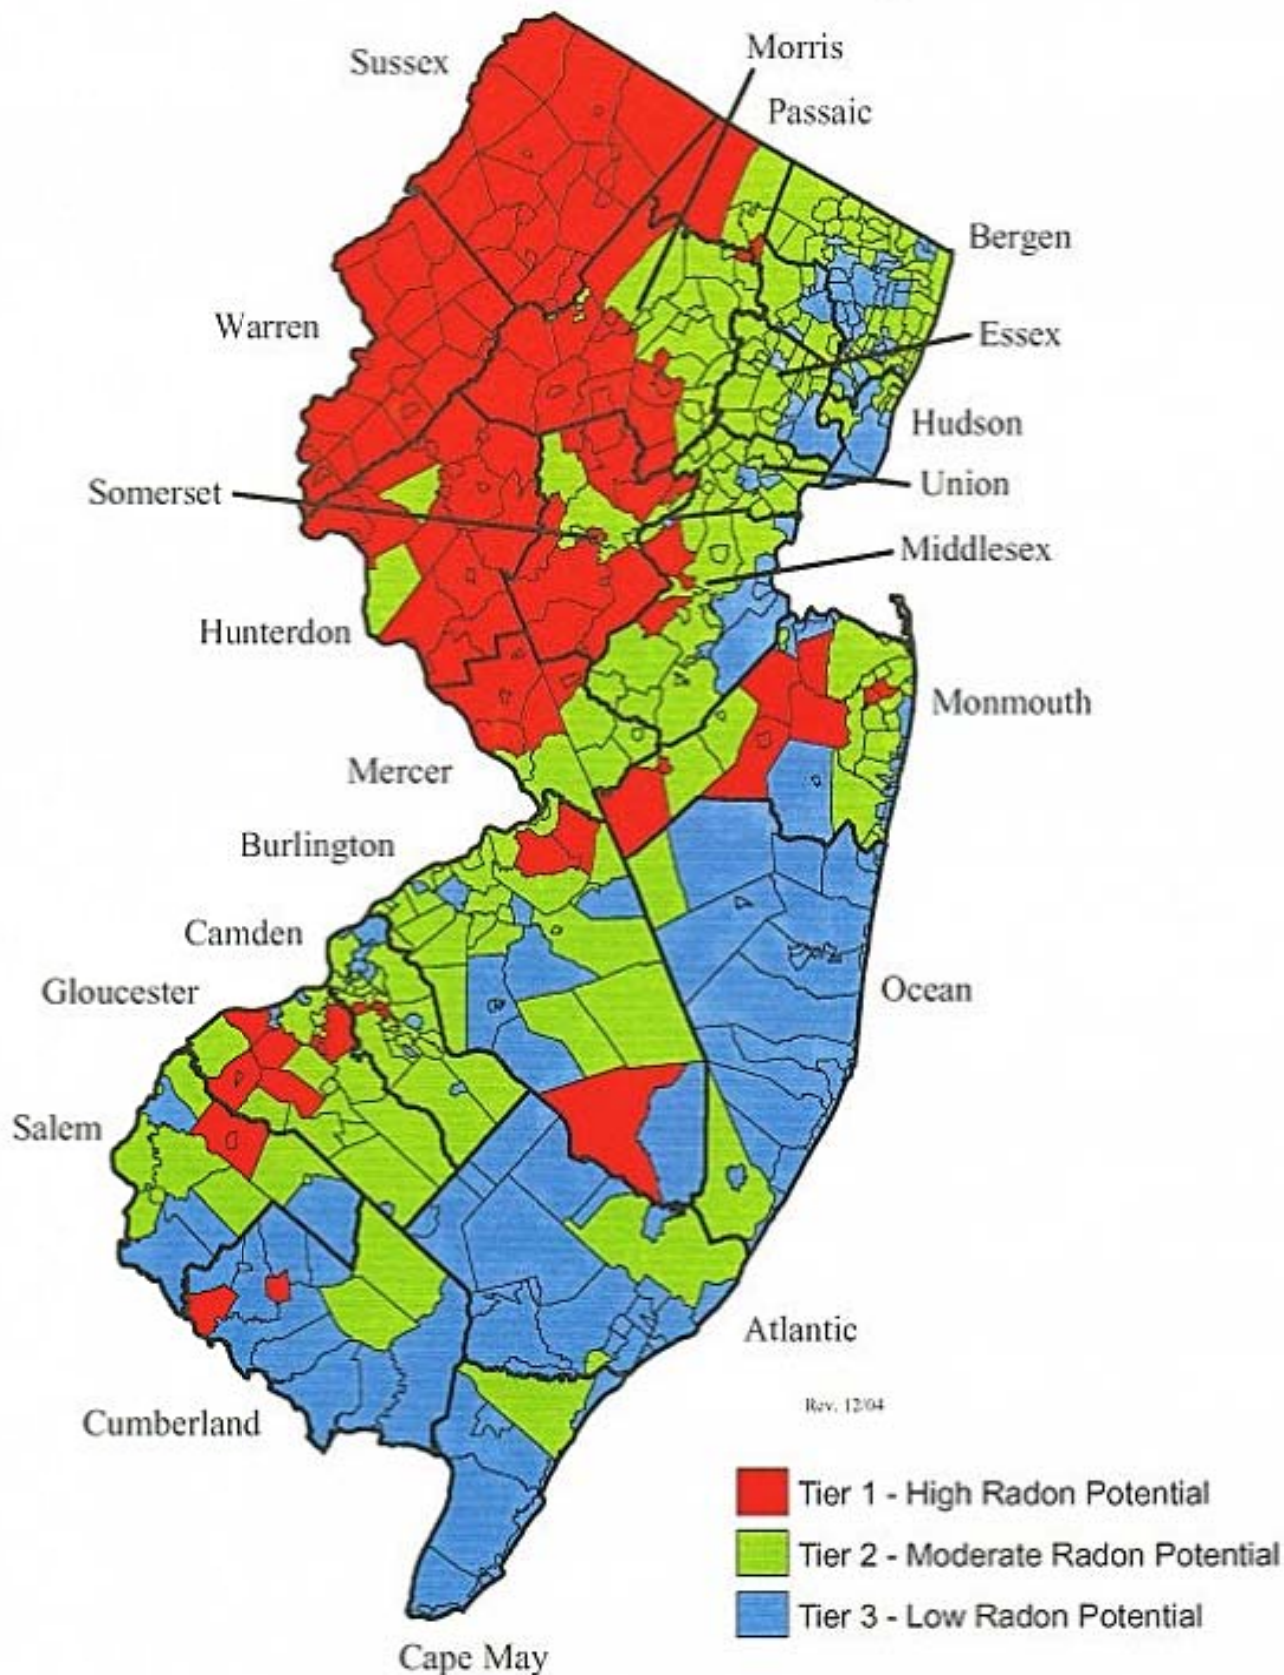 Morris
Sussex
Passaic
Bergen
Warren
Essex
Hudson
Somerset
Union
Middlesex
Hunterdon
Monmouth
Mercer
Burlington
Camden
Gloucester
Ocean
Salem
Atlantic
Rev. 12/04
Cumberland
Tier 1 - High Radon Potential
Tier 2 - Moderate Radon Potential
Tier 3 - Low Radon Potential
Cape May